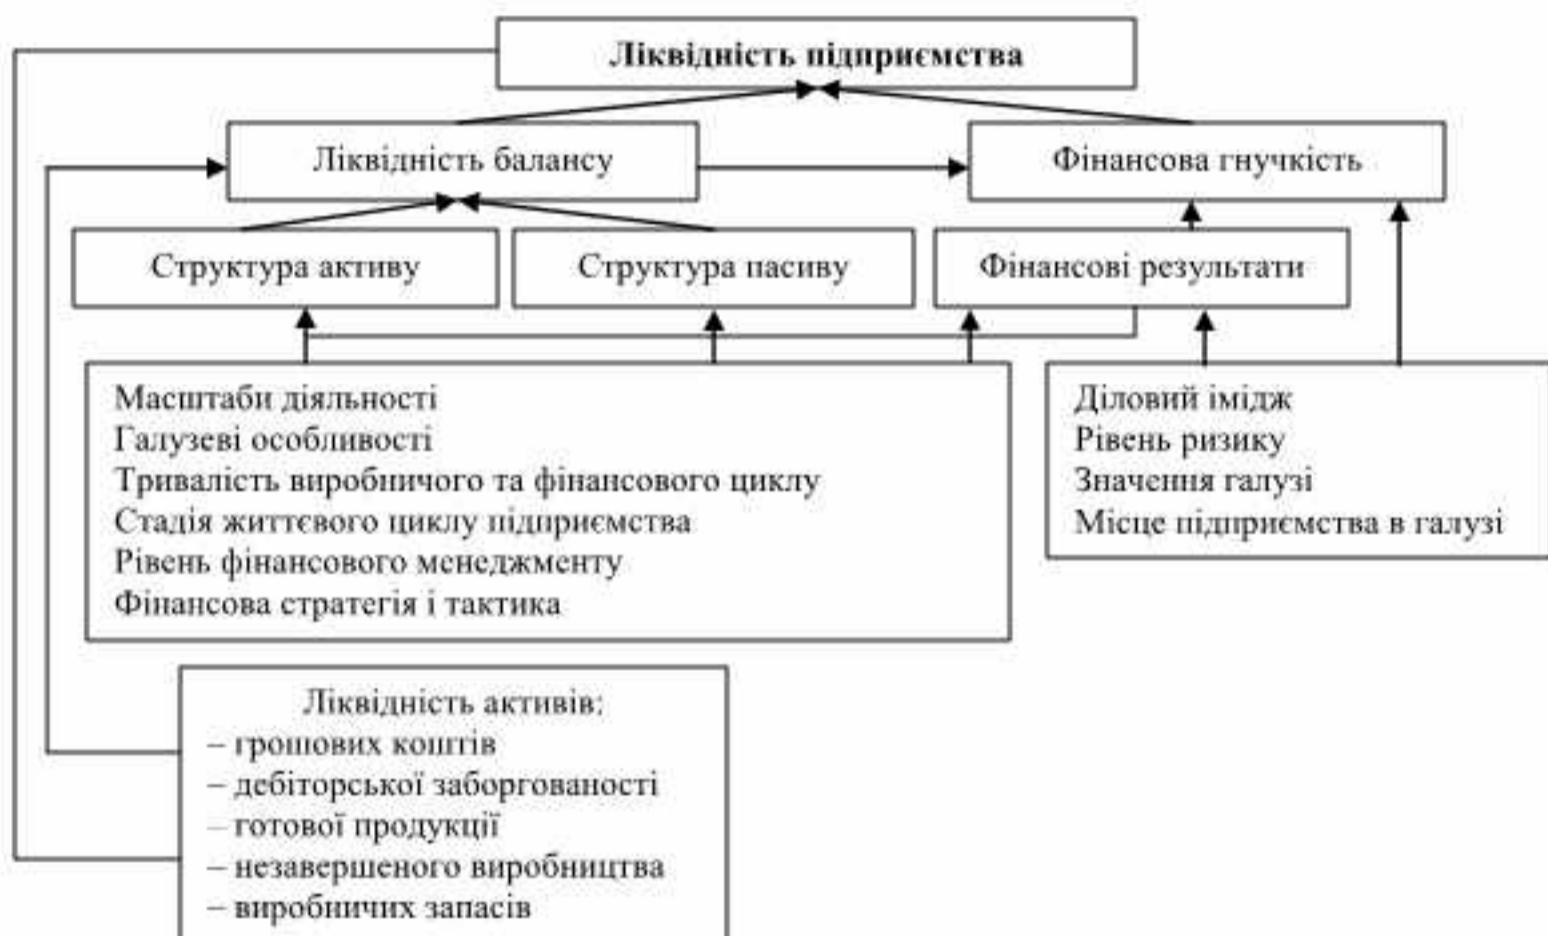 Ліквідність підприємства
Ліквідність балансу
Фінансова гнучкість
Структура активу
Структура пасиву
Фінансові результати
Масштаби діяльності
Галузеві особливості
Тривалість виробничого та фінансового циклу
Стадія життєвого циклу підприємства
Рівень фінансового менеджменту
Фінансова стратегія і тактика
Діловий імідж
Рівень ризику
Значення галузі
Місце підприємства в галузі
Ліквідність активів:
– грошових коштів
– дебіторської заборгованості
– готової продукції
– незавершеного виробництва
– виробничих запасів